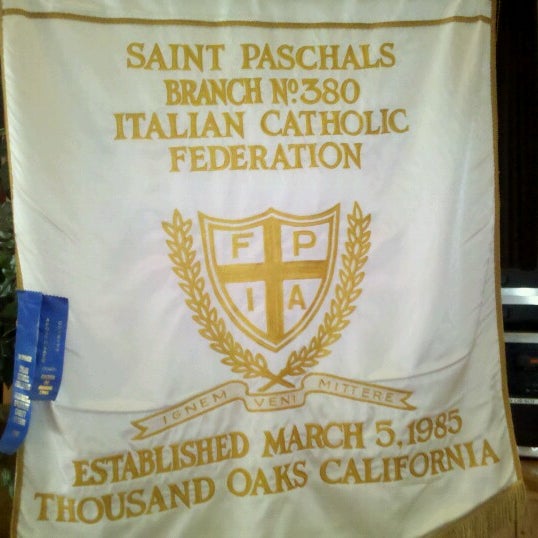 SAINT PASCHALS
BRANCH Nº.380
ITALIAN CATHOLIC
FEDERATION
F P
I A
IGNEM VENI MITTERE
ESTABLISHED MARCH 5, 1985
THOUSAND OAKS CALIFORNIA